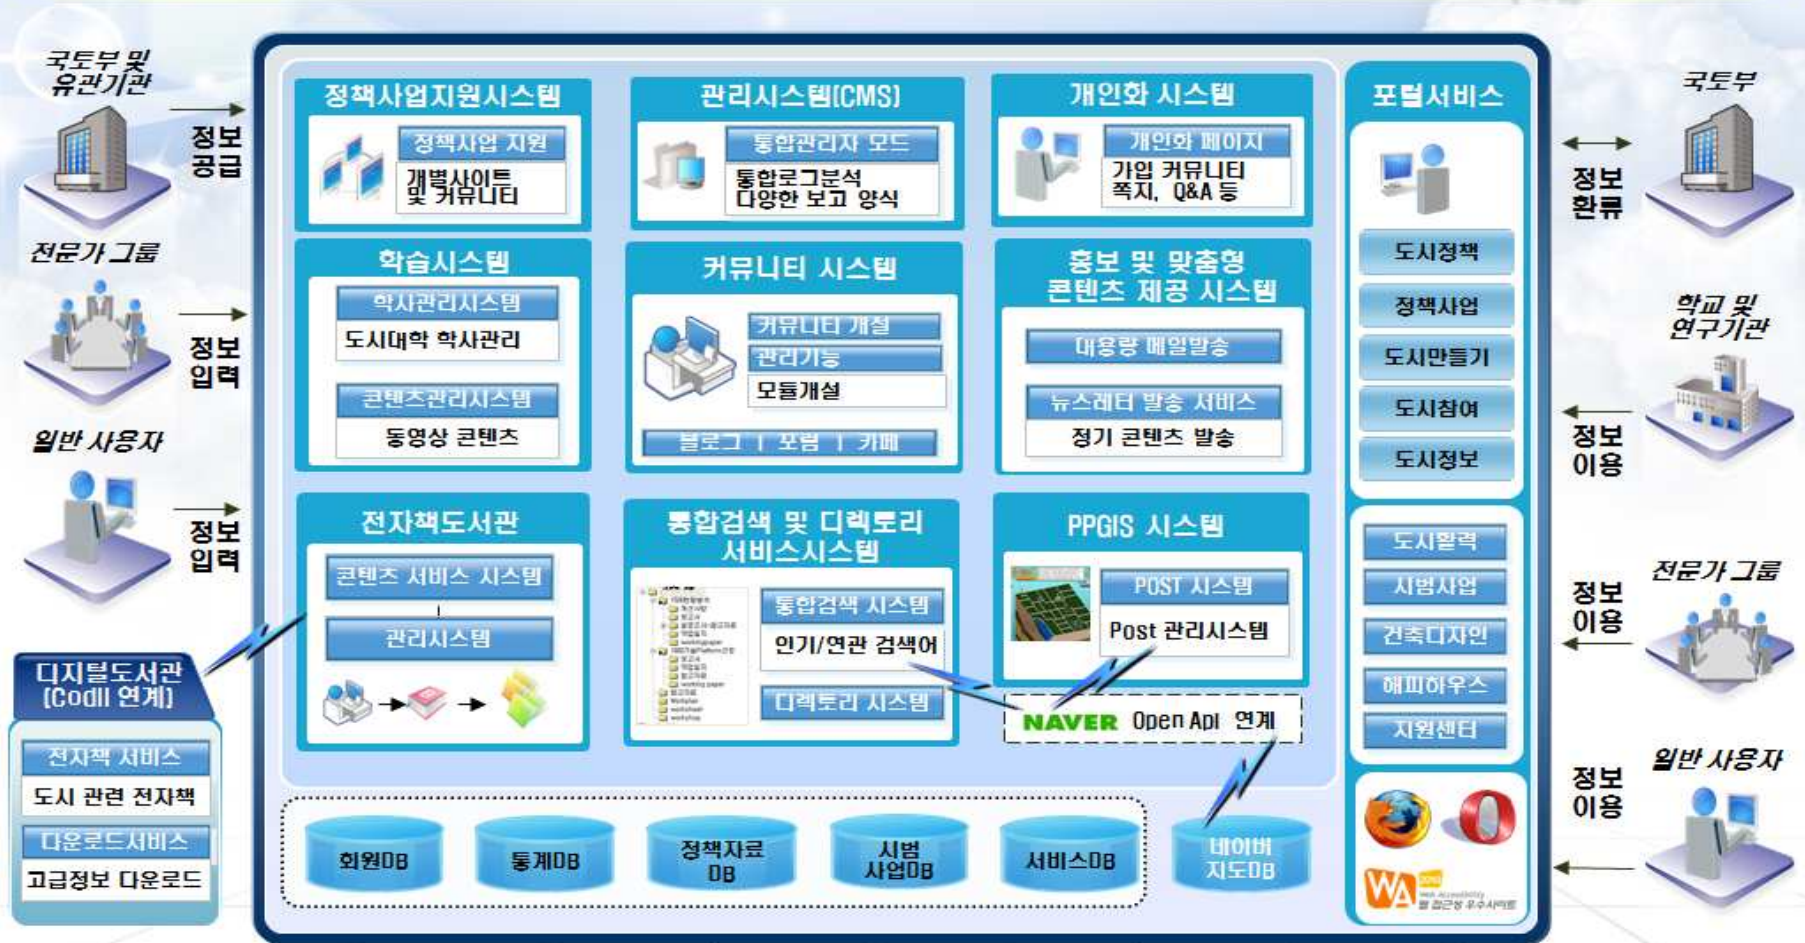 국토부 및
유관기관
정보
공급
전문가 그룹
정보
입력
일반 사용자
정보
입력
디지털도서관
(Codil 연계)
전자책 서비스
도시 관련 전자책
다운로드서비스
고급정보 다운로드
정책사업지원시스템
정책사업 지원
개별사이트
및 커뮤니티
관리시스템(CMS)
통합관리자 모드
통합로그분석
다양한 보고 양식
개인화 시스템
개인화 페이지
가입 커뮤니티
쪽지, Q&A 등
학습시스템
학사관리시스템
도시대학 학사관리
콘텐츠관리시스템
동영상 콘텐츠
커뮤니티 시스템
커뮤니티 개설
관리기능
모듈개설
블로그 | 포럼 | 카페
홍보 및 맞춤형
콘텐츠 제공 시스템
대용량 메일발송
뉴스레터 발송 서비스
정기 콘텐츠 발송
전자책도서관
콘텐츠 서비스 시스템
관리시스템
통합검색 및 디렉토리
서비스시스템
통합검색 시스템
인기/연관 검색어
디렉토리 시스템
PPGIS 시스템
POST 시스템
Post 관리시스템
NAVER Open Api 연계
회원DB
통계DB
정책자료
DB
시범
사업DB
서비스DB
네이버
지도DB
포털서비스
도시정책
정책사업
도시만들기
도시참여
도시정보
도시활력
시범사업
건축디자인
해피하우스
지원센터
WA
Web Accessibility
웹 접근성 우수사이트
국토부
정보
환류
학교 및
연구기관
정보
이용
전문가 그룹
정보
이용
일반 사용자
정보
이용